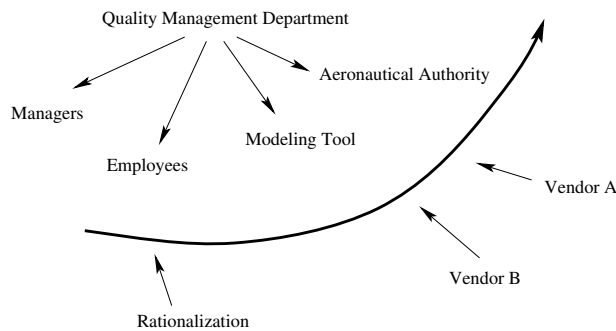 Quality Management Department
Aeronautical Authority
Managers
Modeling Tool
Employees
Vendor A
Vendor B
Rationalization